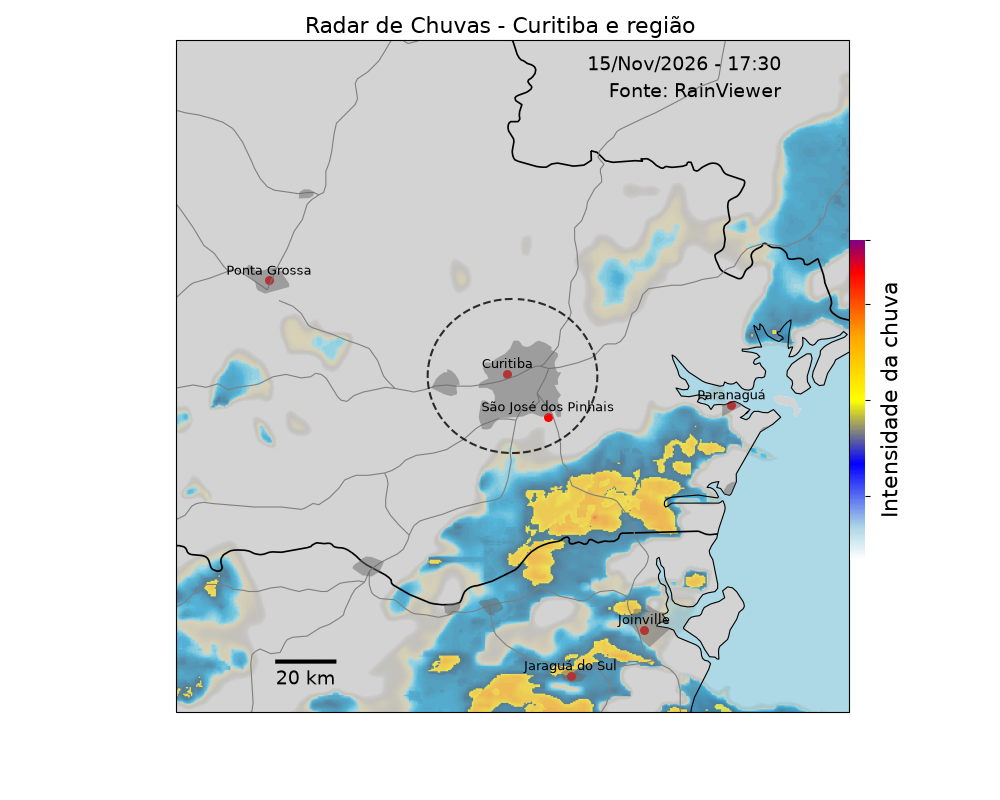 Radar de Chuvas - Curitiba e região
15/Nov/2026 - 17:30
Fonte: RainViewer
Ponta Grossa
Curitiba
Paranaguá
São José dos Pinhais
Intensidade da chuva
Joinville
Jaraguá do Sul
20 km